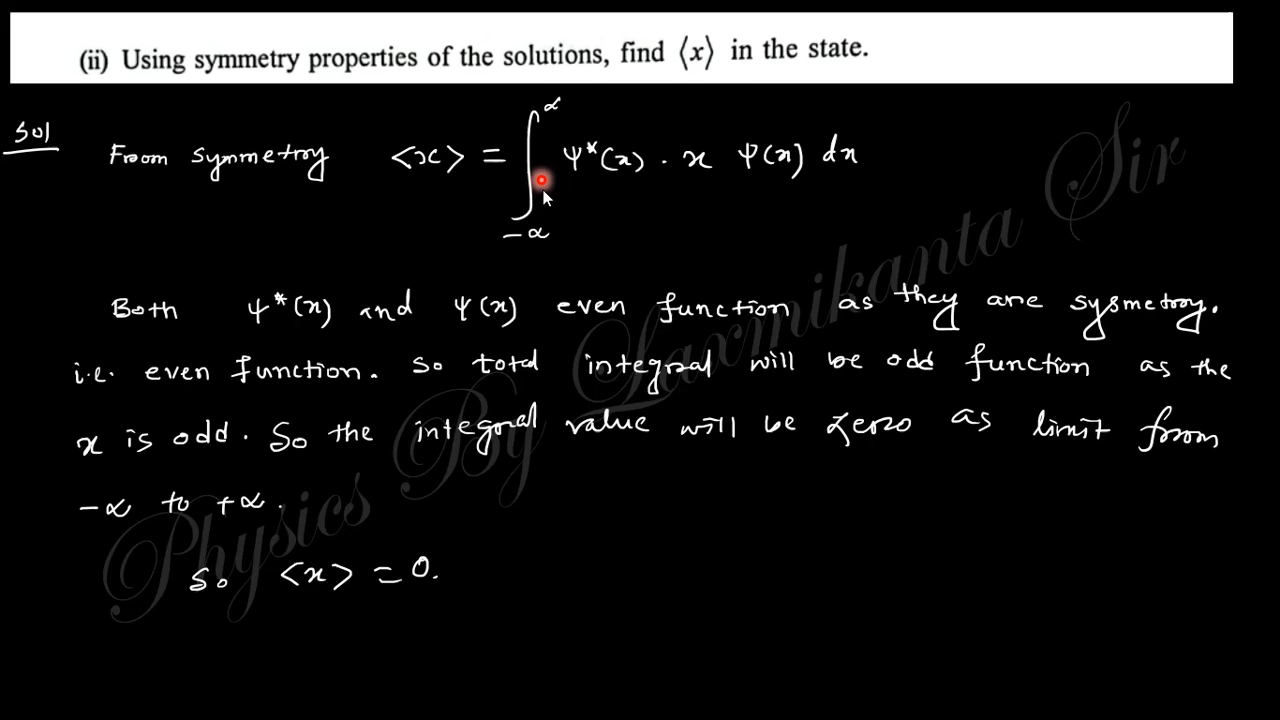 (ii) Using symmetry properties of the solutions, find ⟨x⟩ in the state.
Sol
From symmetry <x> = ∫_{-α}^{α} ψ*(x) . x ψ(x) dx
Both ψ*(x) and ψ(x) even function as they are sysmetroy.
i.e. even function. So total integral will be odd function as the
x is odd. So the integral value will be zero as limit from
-α to +α.
So <x> = 0.
Physics By Laxmikanta Sir